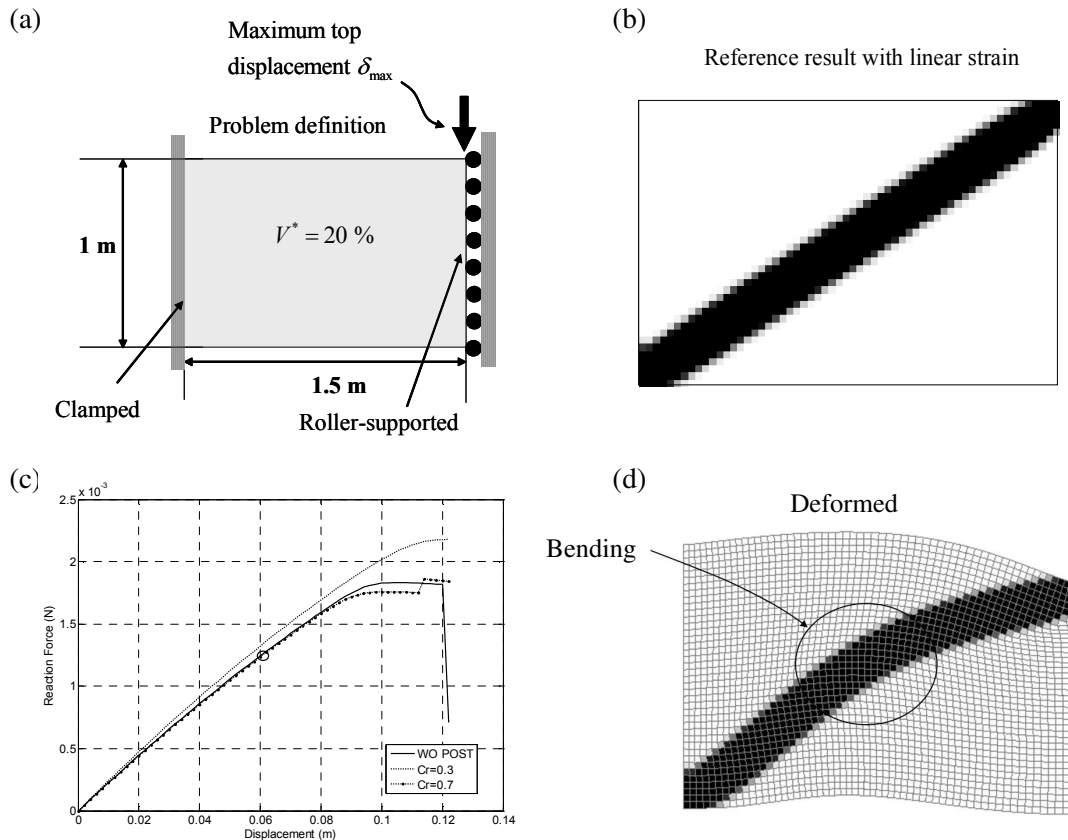 (a)
Maximum top
displacement δmax
Problem definition
1 m
V* = 20 %
1.5 m
Clamped
Roller-supported
(b)
Reference result with linear strain
(c)
x 10⁻³
2.5
2
1.5
1
0.5
0
Reaction Force (N)
0 0.02 0.04 0.06 0.08 0.1 0.12 0.14
Displacement (m)
WO POST
Cr=0.3
Cr=0.7
(d)
Deformed
Bending